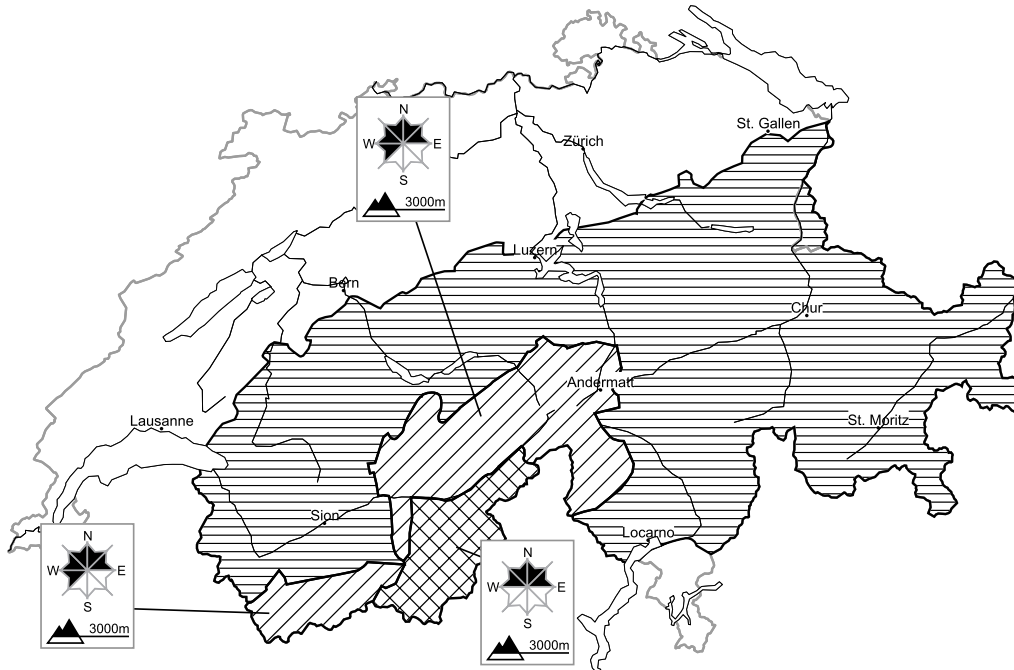 St. Gallen
N
W E
S
3000m
Zürich
Luzern
Bern
Chur
Andermatt
Lausanne
St. Moritz
Sion
Locarno
N
W E
S
3000m
N
W E
S
3000m